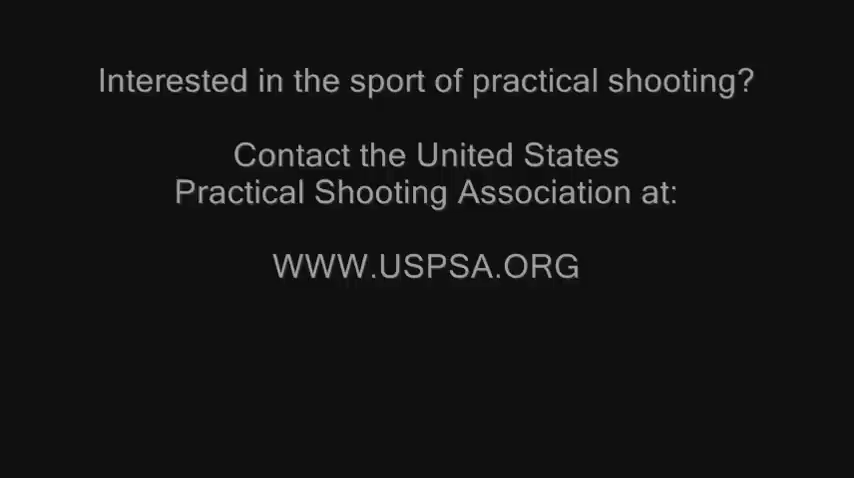 Interested in the sport of practical shooting?
Contact the United States
Practical Shooting Association at:
WWW.USPSA.ORG